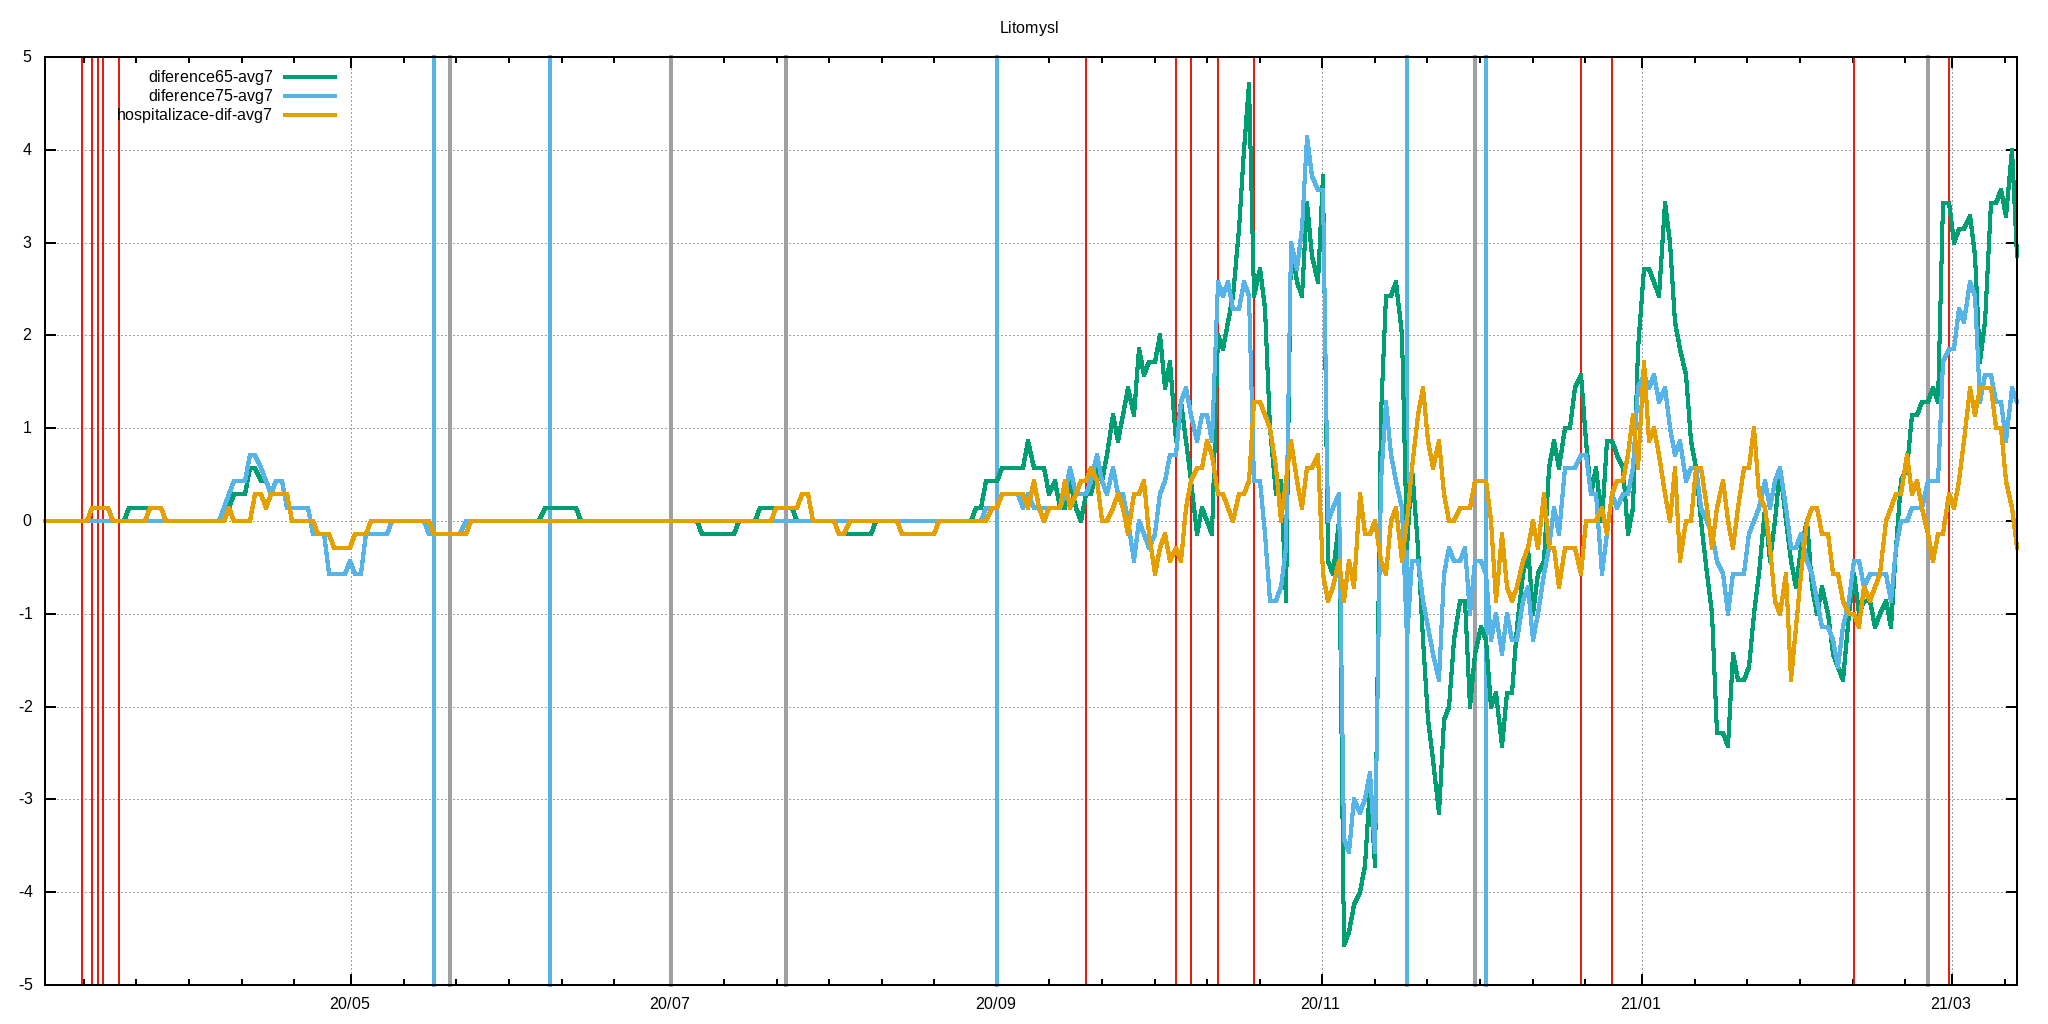 Litomysl
diference65-avg7
diference75-avg7
hospitalizace-dif-avg7
5
4
3
2
1
0
-1
-2
-3
-4
-5
20/05 20/07 20/09 20/11 21/01 21/03